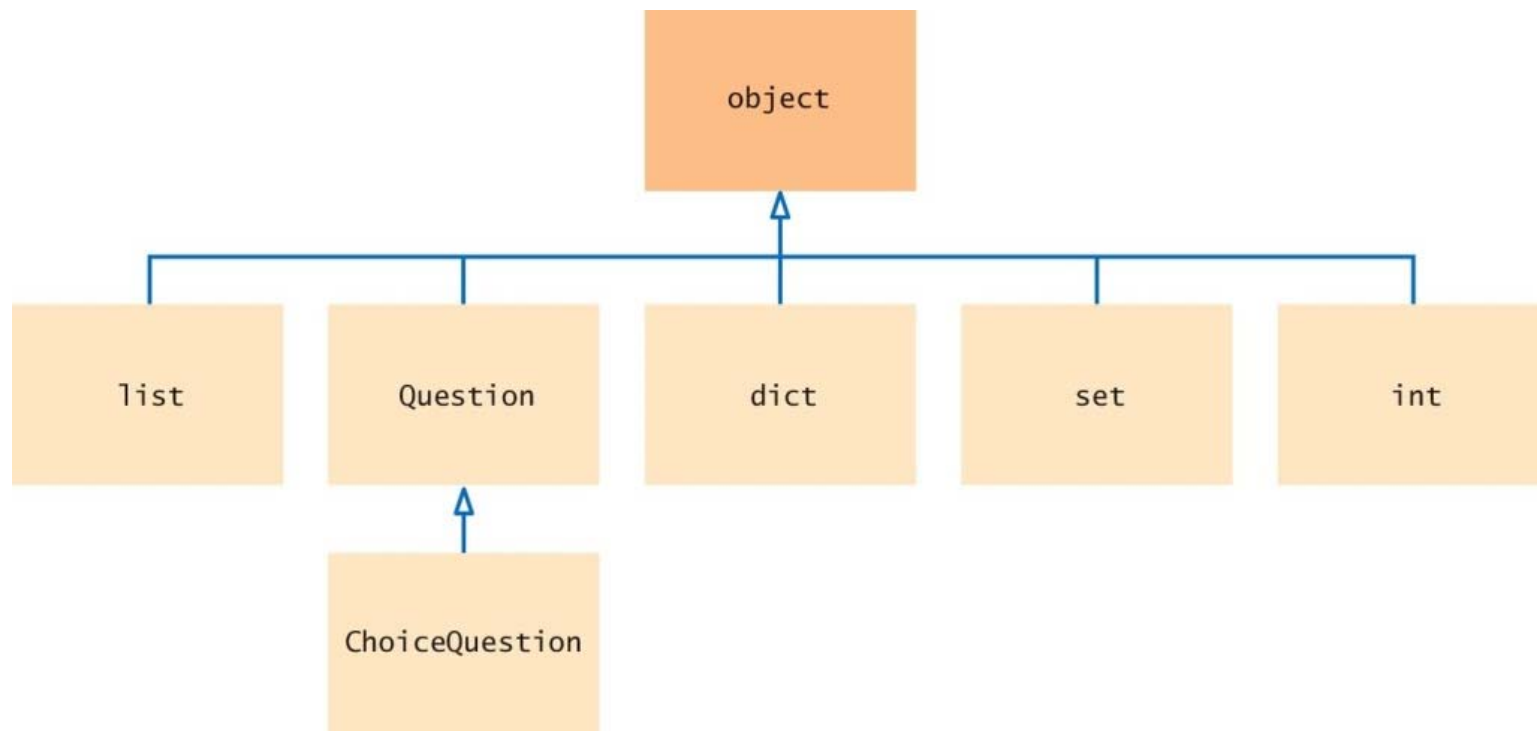 object
list
Question
dict
set
int
ChoiceQuestion